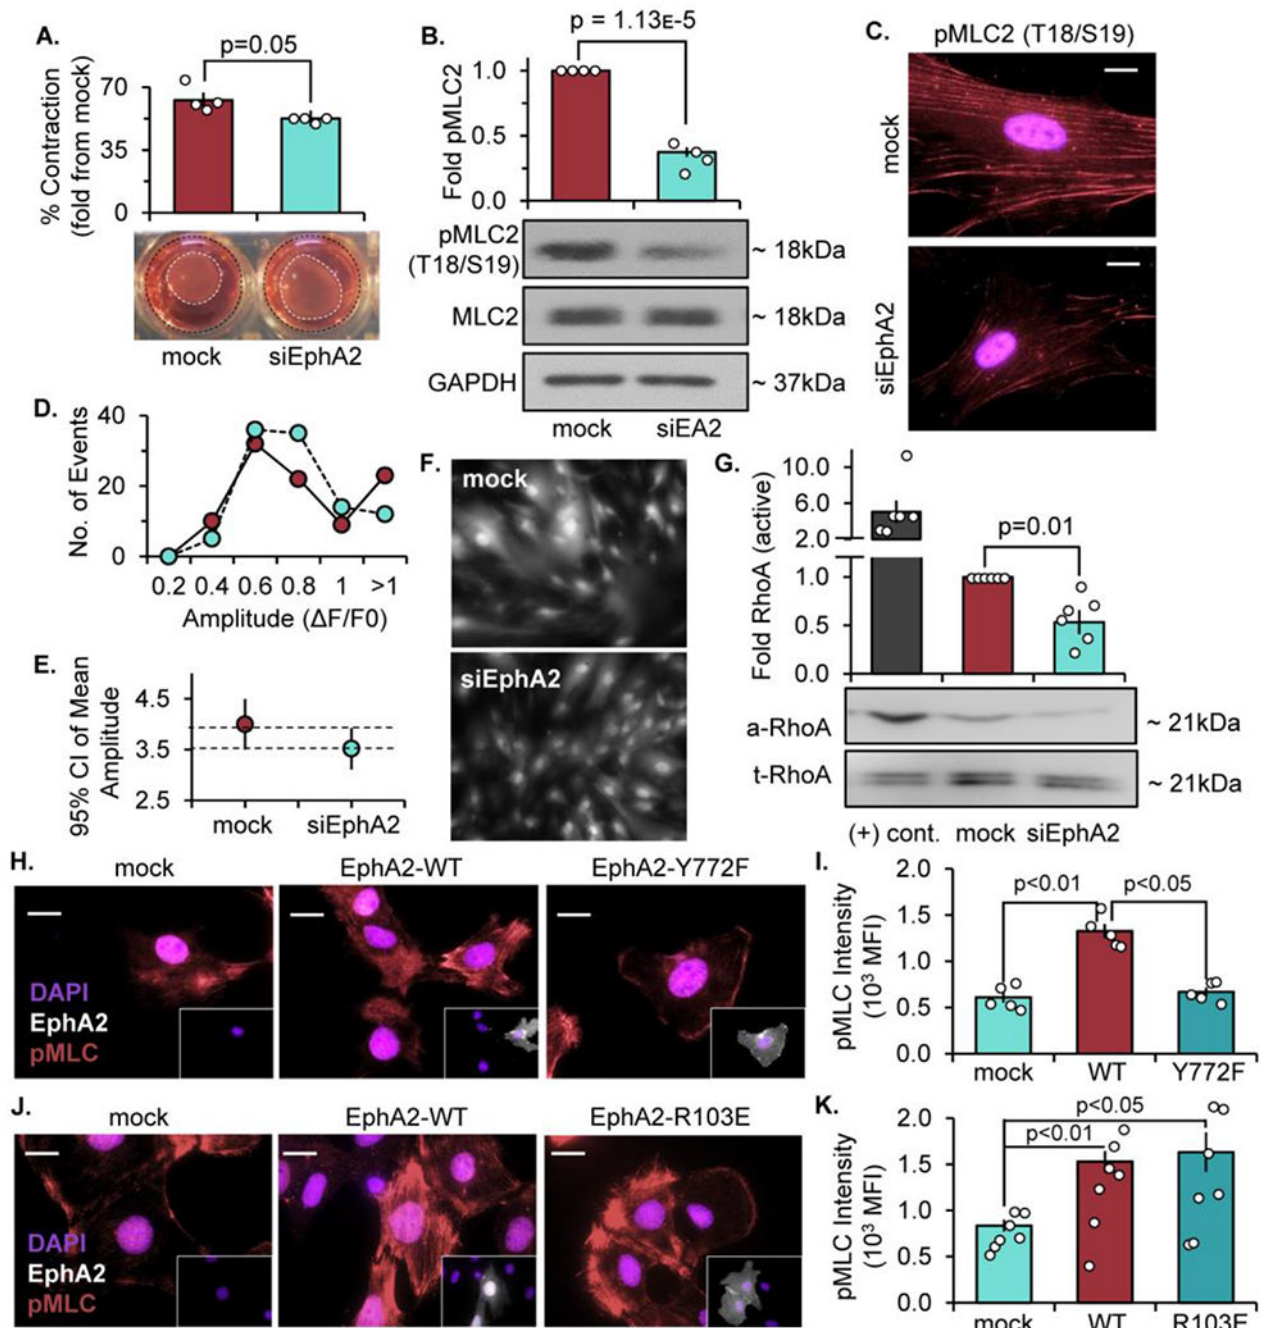 A.
p=0.05
% Contraction
(fold from mock)
70
35
0
mock
siEphA2
B.
p = 1.13E-5
Fold pMLC2
1.0
0.5
0.0
pMLC2
(T18/S19)
~ 18kDa
MLC2
~ 18kDa
GAPDH
~ 37kDa
mock
siEA2
C.
pMLC2 (T18/S19)
mock
siEphA2
D.
No. of Events
40
20
0
0.2 0.4 0.6 0.8 1 >1
Amplitude (ΔF/F0)
E.
95% CI of Mean
Amplitude
4.5
3.5
2.5
mock
siEphA2
F.
mock
siEphA2
G.
Fold RhoA (active)
10.0
6.0
2.0
1.0
0.5
0.0
p=0.01
a-RhoA
~ 21kDa
t-RhoA
~ 21kDa
(+) cont. mock siEphA2
H.
mock
EphA2-WT
EphA2-Y772F
DAPI
EphA2
pMLC
I.
pMLC Intensity
(10³ MFI)
2.0
1.5
1.0
0.5
0.0
p<0.01
p<0.05
mock
WT
Y772F
J.
mock
EphA2-WT
EphA2-R103E
DAPI
EphA2
pMLC
K.
pMLC Intensity
(10³ MFI)
2.0
1.5
1.0
0.5
0.0
p<0.05
p<0.01
mock
WT
R103E